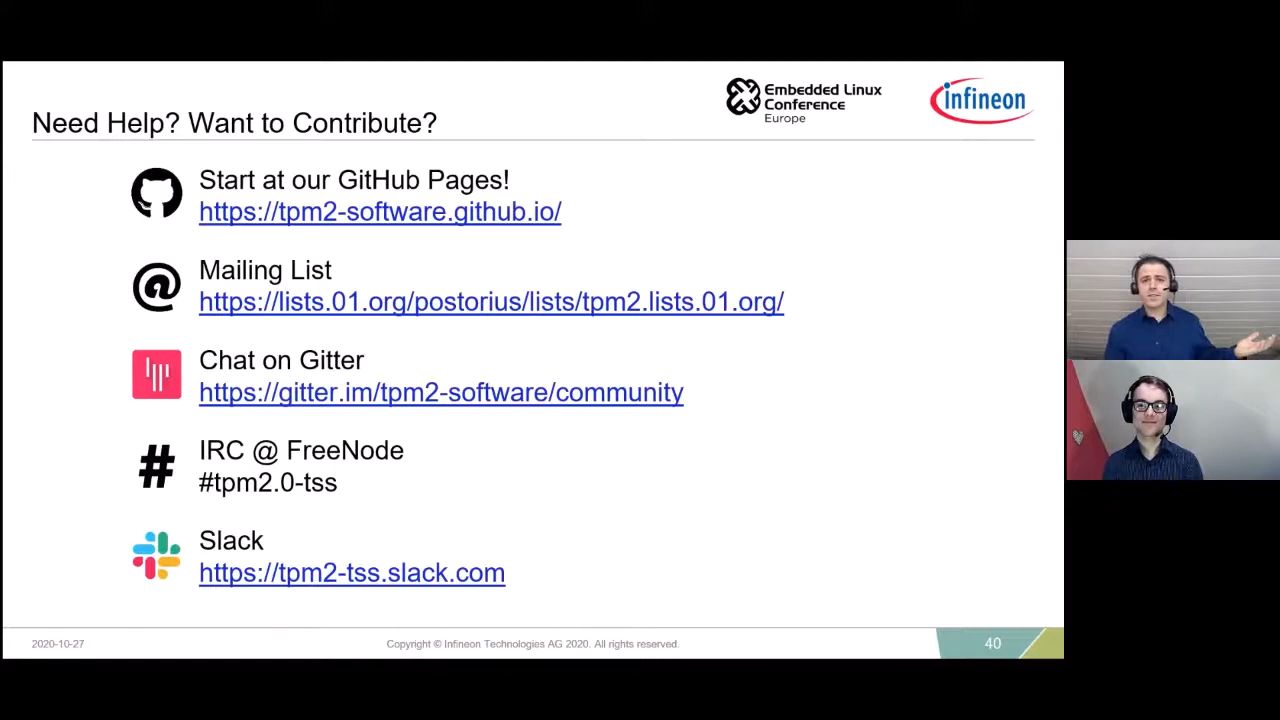 Embedded Linux
Conference
Europe
infineon
Need Help? Want to Contribute?
Start at our GitHub Pages!
https://tpm2-software.github.io/
@
Mailing List
https://lists.01.org/postorius/lists/tpm2.lists.01.org/
Chat on Gitter
https://gitter.im/tpm2-software/community
#
IRC @ FreeNode
#tpm2.0-tss
Slack
https://tpm2-tss.slack.com
2020-10-27
Copyright © Infineon Technologies AG 2020. All rights reserved.
40